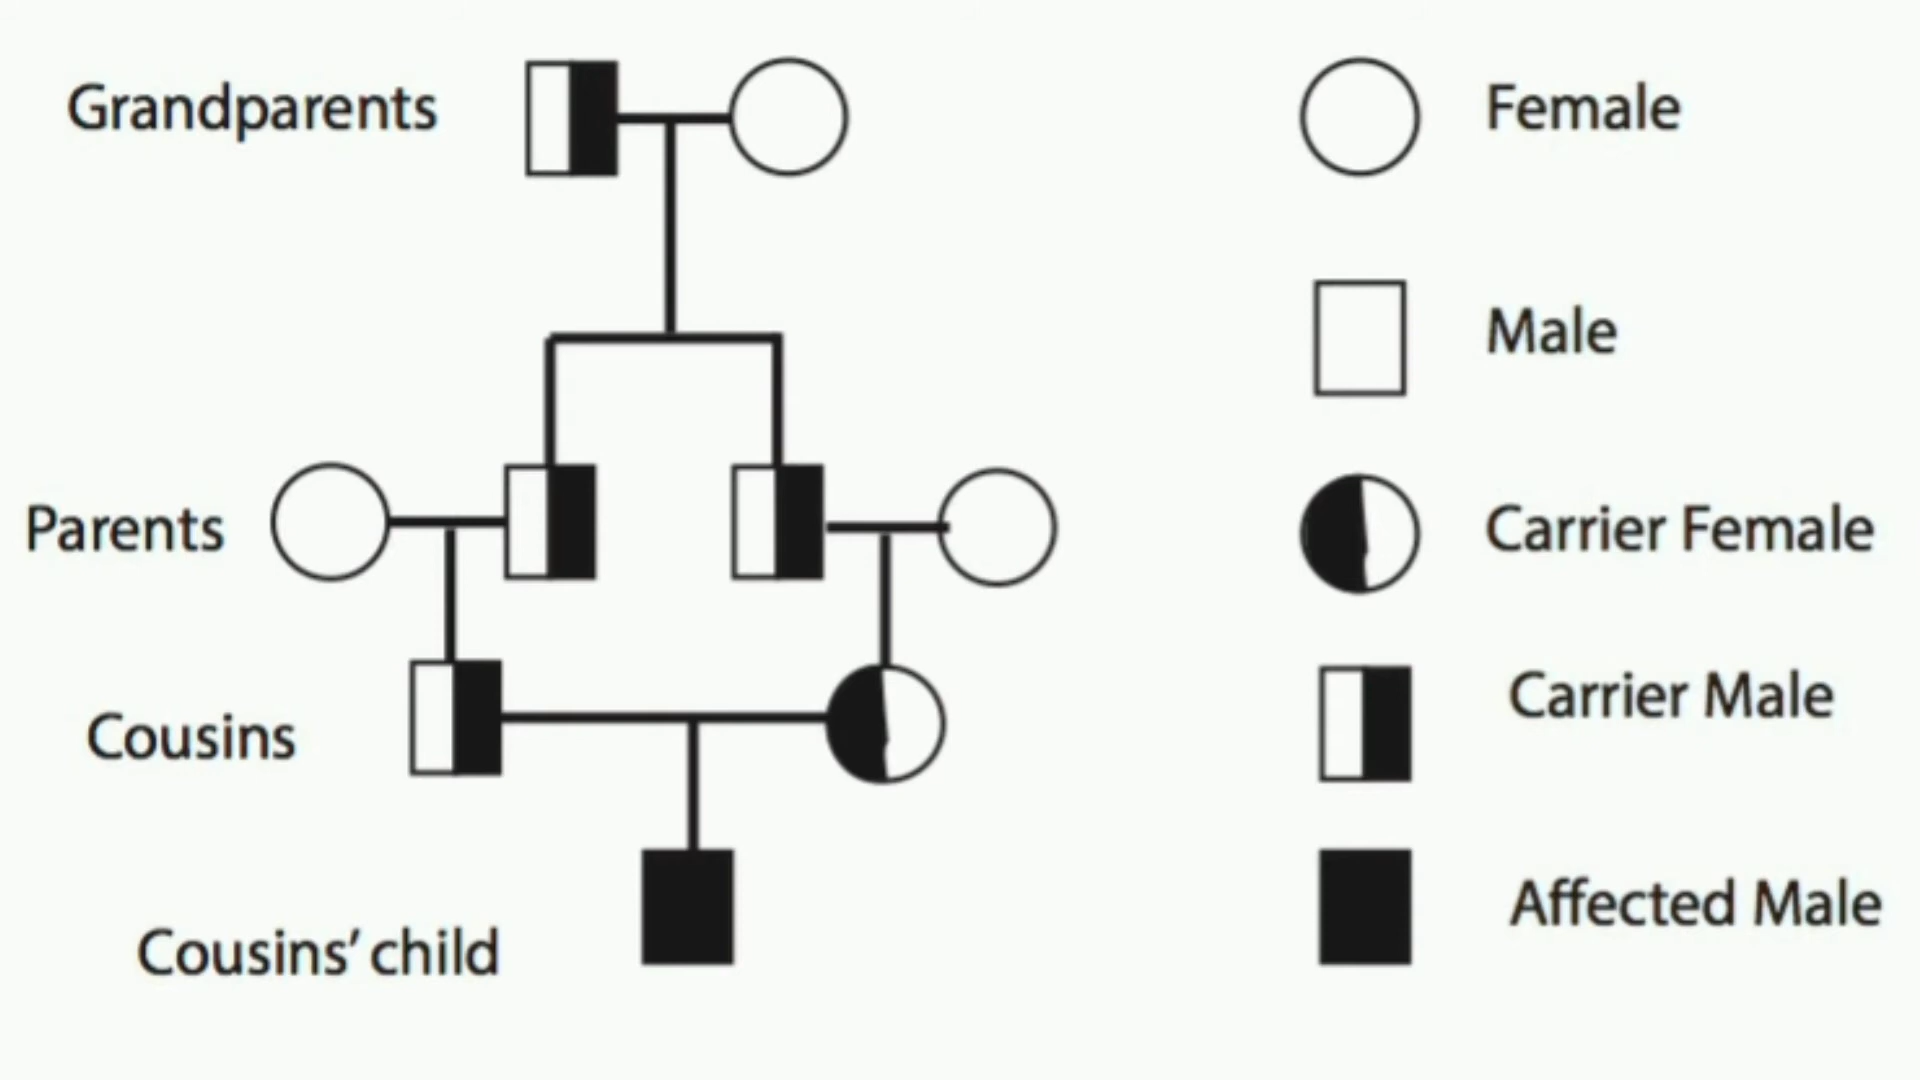 Grandparents
Female
Male
Parents
Carrier Female
Cousins
Carrier Male
Cousins’ child
Affected Male